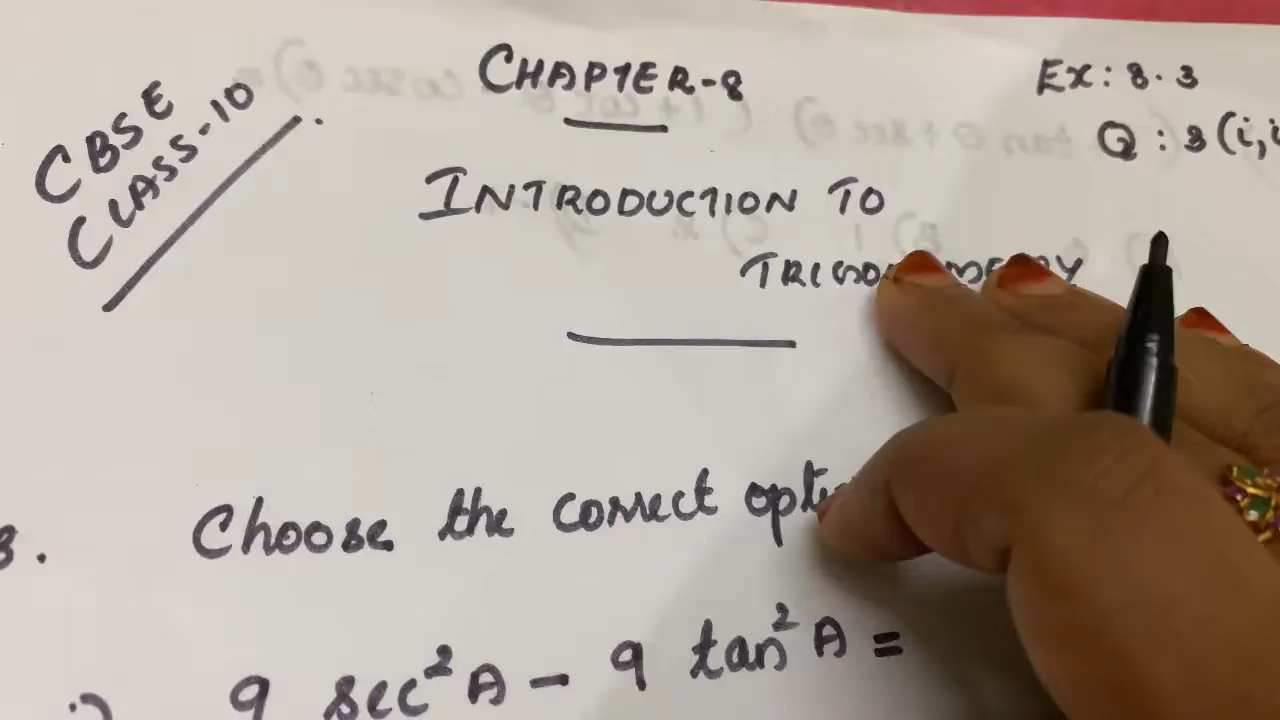 CBSE
CLASS-10
CHAPTER-8
Ex: 8.3
Q: 3(i,i
INTRODUCTION TO
3. Choose the correct opti
i) 9 sec²A - 9 tan²A =